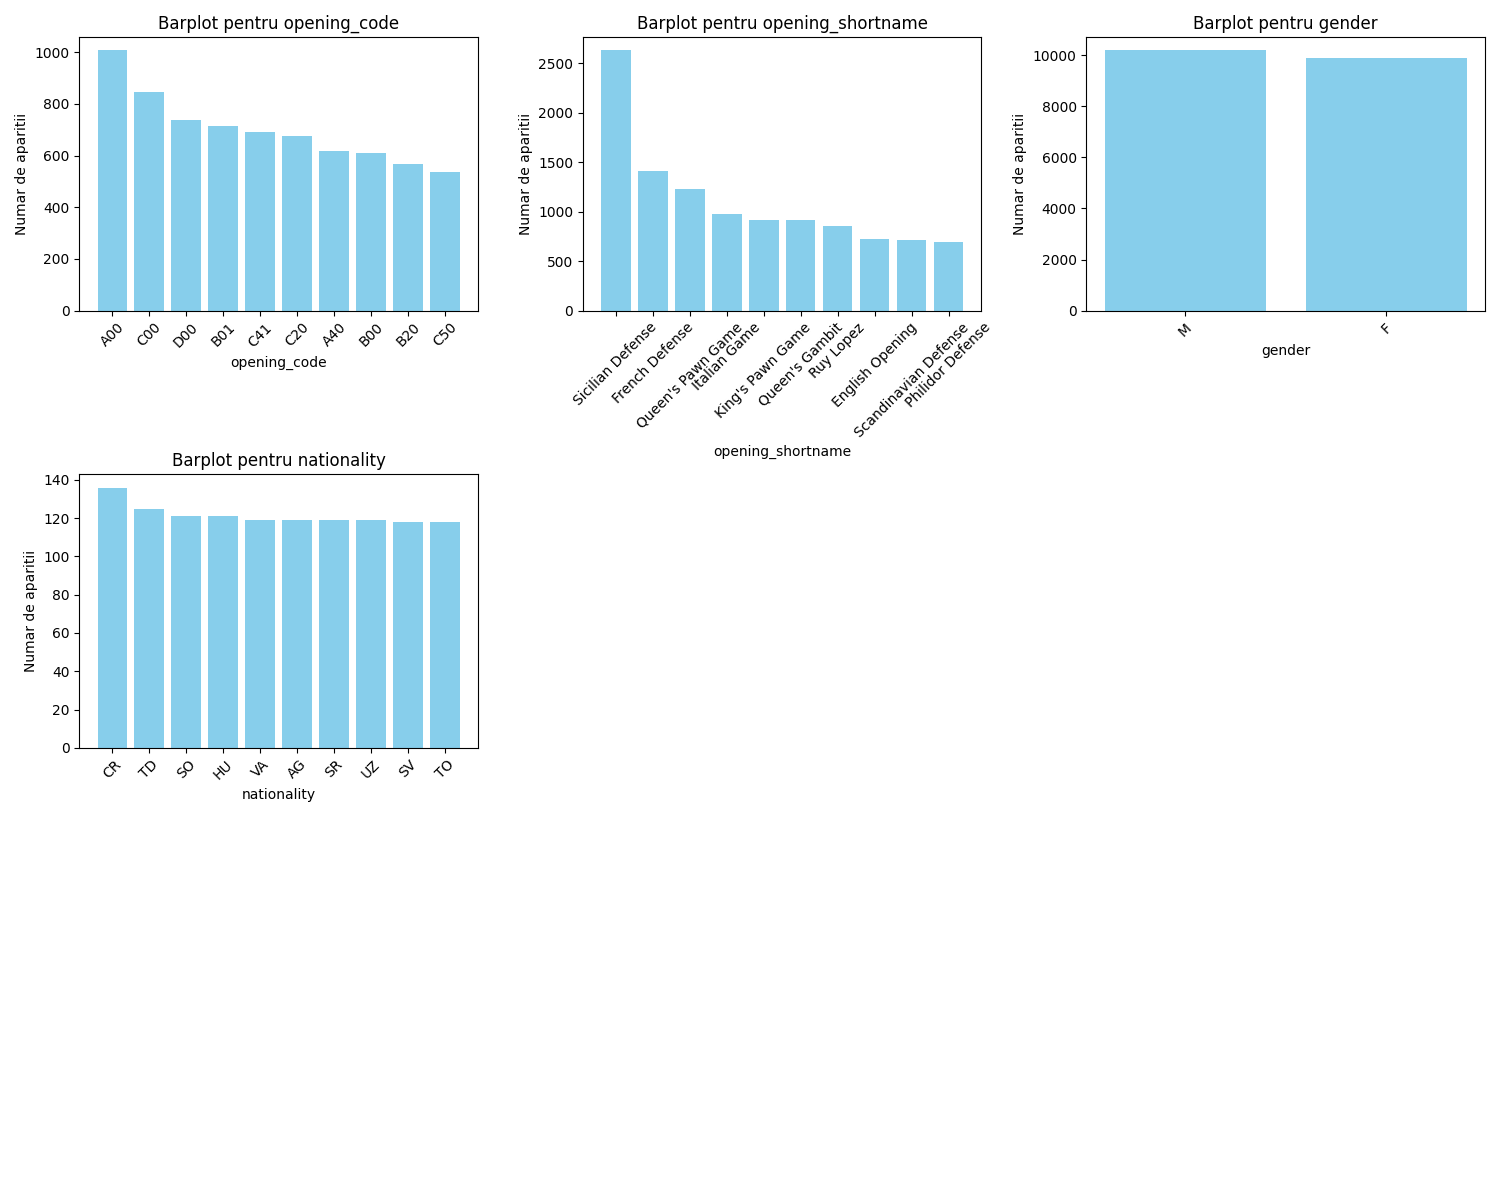 Barplot pentru opening_code
Numar de aparitii
1000
800
600
400
200
0
A00 C00 D00 B01 C41 C20 A40 B00 B20 C50
opening_code
Barplot pentru opening_shortname
Numar de aparitii
2500
2000
1500
1000
500
0
Sicilian Defense
French Defense
Queen's Pawn Game
Italian Game
King's Pawn Game
Queen's Gambit
Ruy Lopez
English Opening
Scandinavian Defense
Philidor Defense
opening_shortname
Barplot pentru gender
Numar de aparitii
10000
8000
6000
4000
2000
0
M F
gender
Barplot pentru nationality
Numar de aparitii
140
120
100
80
60
40
20
0
CR TD SO HU VA AG SR UZ SV TO
nationality